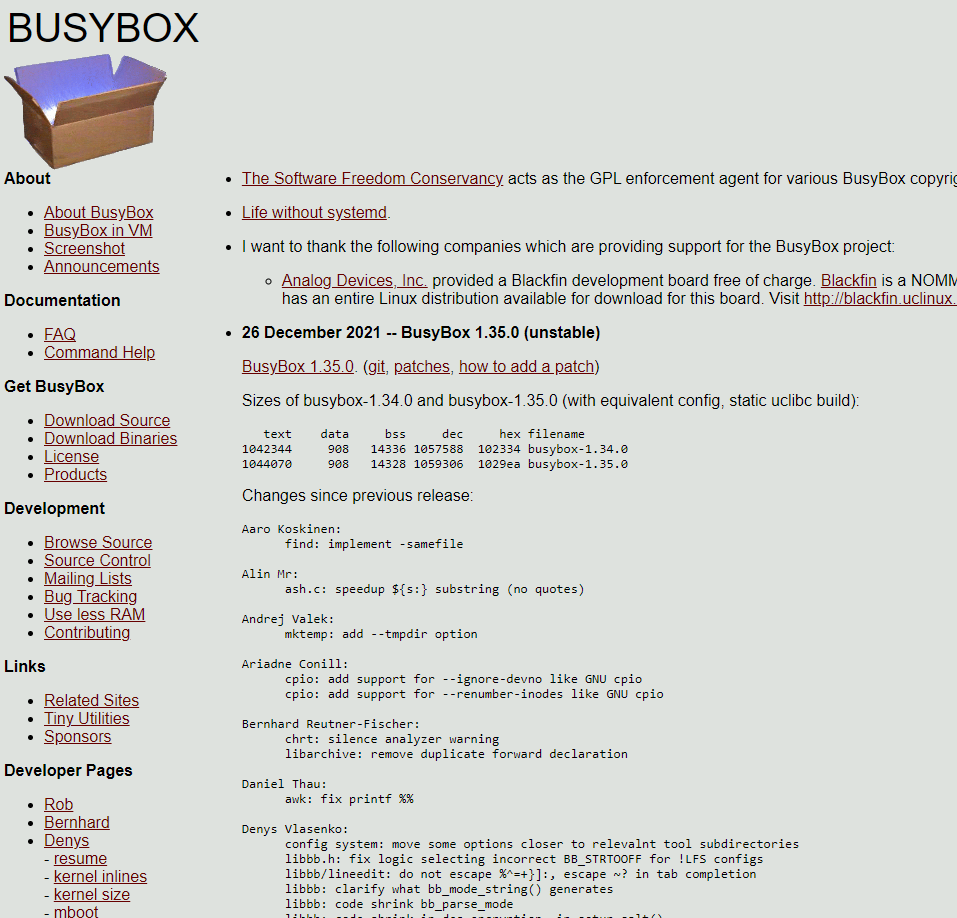 BUSYBOX
About
About BusyBox
BusyBox in VM
Screenshot
Announcements
Documentation
FAQ
Command Help
Get BusyBox
Download Source
Download Binaries
License
Products
Development
Browse Source
Source Control
Mailing Lists
Bug Tracking
Use less RAM
Contributing
Links
Related Sites
Tiny Utilities
Sponsors
Developer Pages
Rob
Bernhard
Denys
- resume
- kernel inlines
- kernel size
- mboot
The Software Freedom Conservancy acts as the GPL enforcement agent for various BusyBox
Life without systemd.
I want to thank the following companies which are providing support for the BusyBox project:
Analog Devices, Inc. provided a Blackfin development board free of charge. Blackfin is a
has an entire Linux distribution available for download for this board. Visit http://blackfin.uclinux.
26 December 2021 -- BusyBox 1.35.0 (unstable)
BusyBox 1.35.0. (git, patches, how to add a patch)
Sizes of busybox-1.34.0 and busybox-1.35.0 (with equivalent config, static uclibc build):
text data bss dec hex filename
1042344 908 14336 1057588 102334 busybox-1.34.0
1044070 908 14328 1059306 1029ea busybox-1.35.0
Changes since previous release:
Aaro Koskinen:
find: implement -samefile
Alin Mr:
ash.c: speedup ${s:} substring (no quotes)
Andrej Valek:
mktemp: add --tmpdir option
Ariadne Conill:
cpio: add support for --ignore-devno like GNU cpio
cpio: add support for --renumber-inodes like GNU cpio
Bernhard Reutner-Fischer:
chrt: silence analyzer warning
libarchive: remove duplicate forward declaration
Daniel Thau:
awk: fix printf %%
Denys Vlasenko:
config system: move some options closer to relevalnt tool subdirectories
libbb.h: fix logic selecting incorrect BB_STRTOOFF for !LFS configs
libbb/lineedit: do not escape %^=+}]:, escape ~? in tab completion
libbb: clarify what bb_mode_string() generates
libbb: code shrink bb_parse_mode
libbb: code shrink in des encryption, in setup_salt()